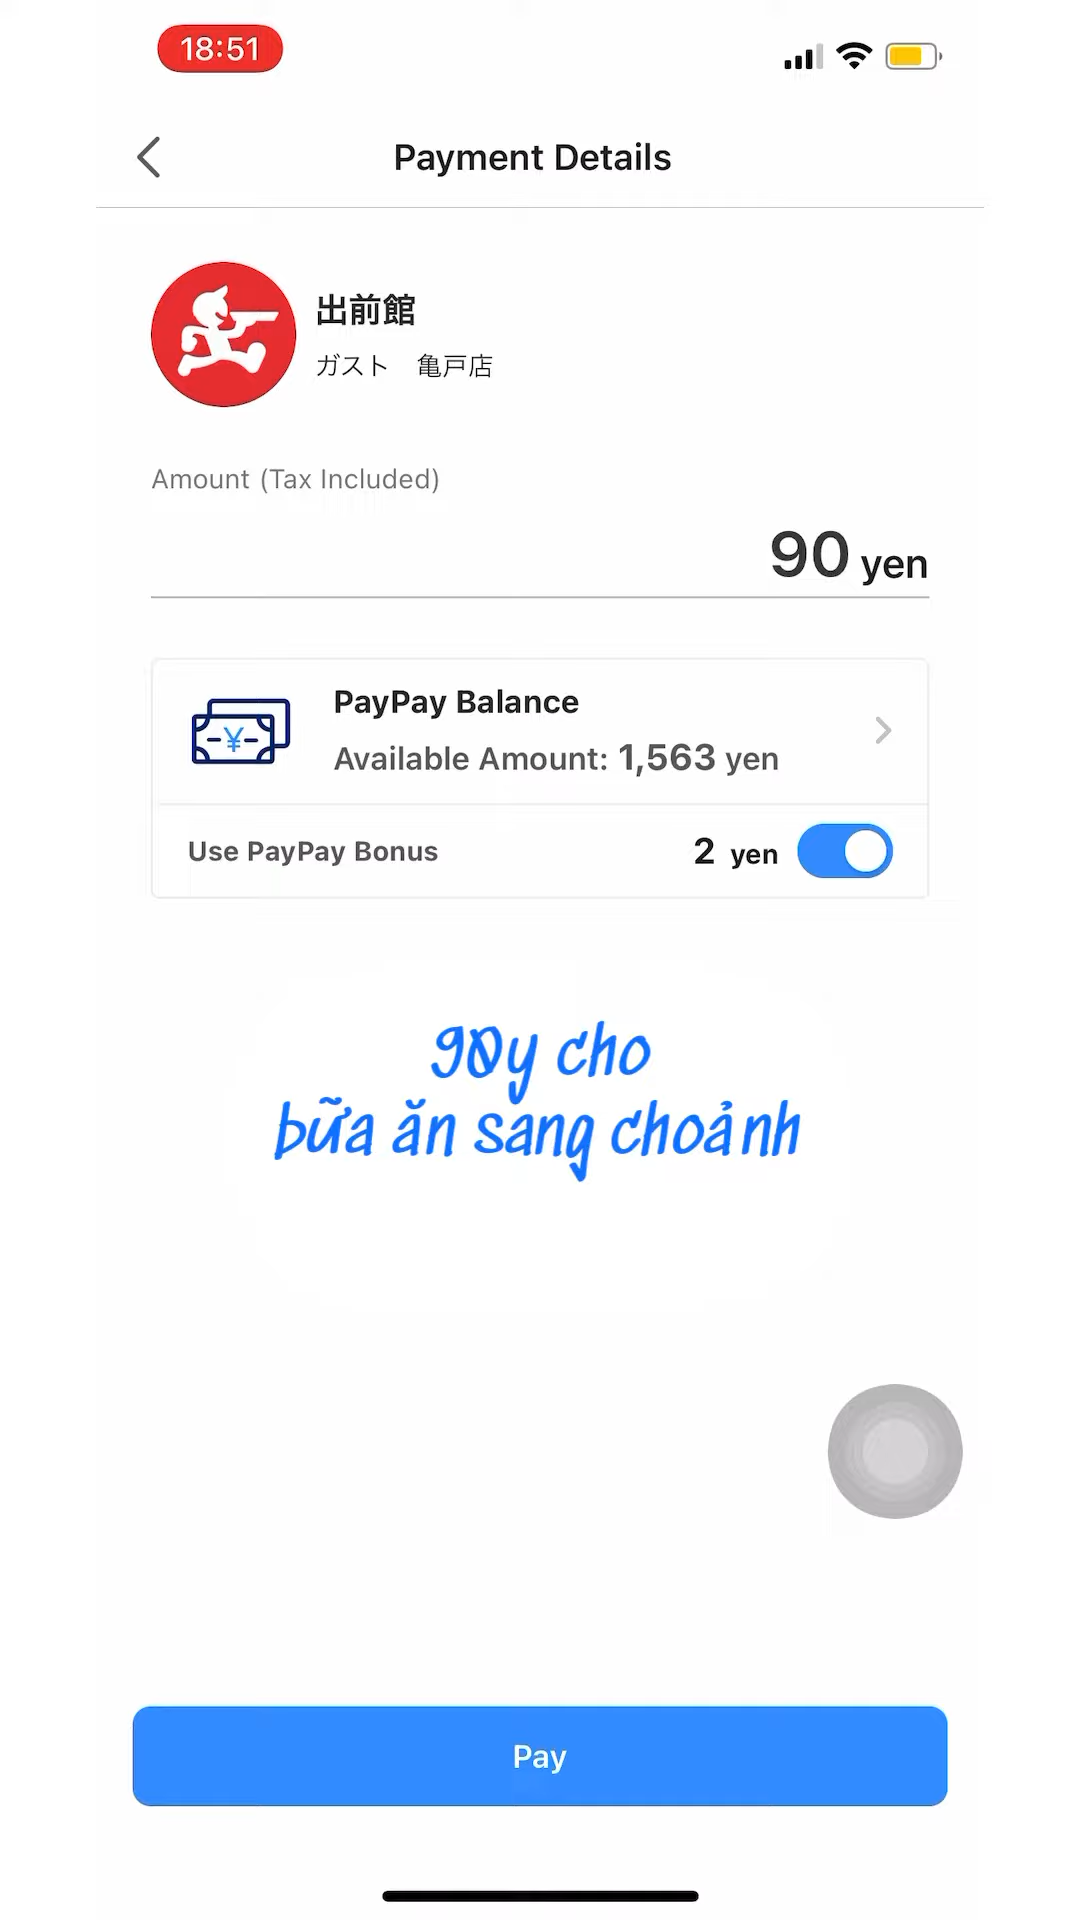 18:51
Payment Details
出前館
ガスト　亀戸店
Amount (Tax Included)
90 yen
PayPay Balance
Available Amount: 1,563 yen
Use PayPay Bonus 2 yen
90y cho
bữa ăn sang choảnh
Pay